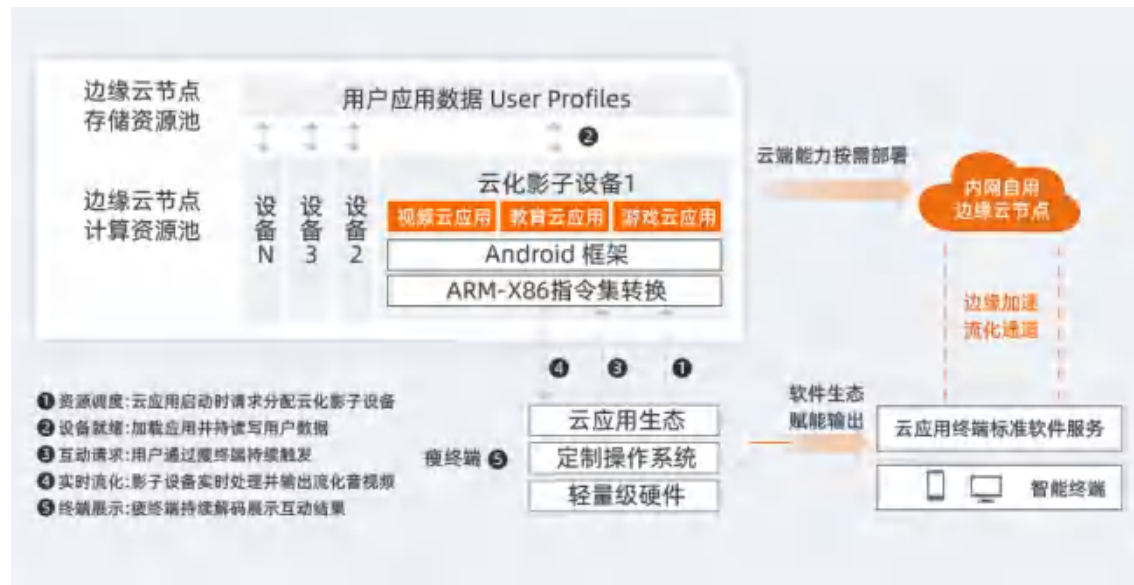 边缘云节点
存储资源池
用户应用数据 User Profiles
❷
边缘云节点
计算资源池
设备N
设备3
设备2
云化影子设备1
视频云应用
教育云应用
游戏云应用
Android 框架
ARM-X86指令集转换
云端能力按需部署
内网自用
边缘云节点
边缘加速
流化通道
❹ ❸ ❶
❶资源调度:云应用启动时请求分配云化影子设备
❷设备就绪:加载应用并持读写用户数据
❸互动请求:用户通过瘦终端持续触发
❹实时流化:影子设备实时处理并输出流化音视频
❺终端展示:瘦终端持续解码展示互动结果
瘦终端 ❺
云应用生态
定制操作系统
轻量级硬件
软件生态
赋能输出
云应用终端标准软件服务
智能终端